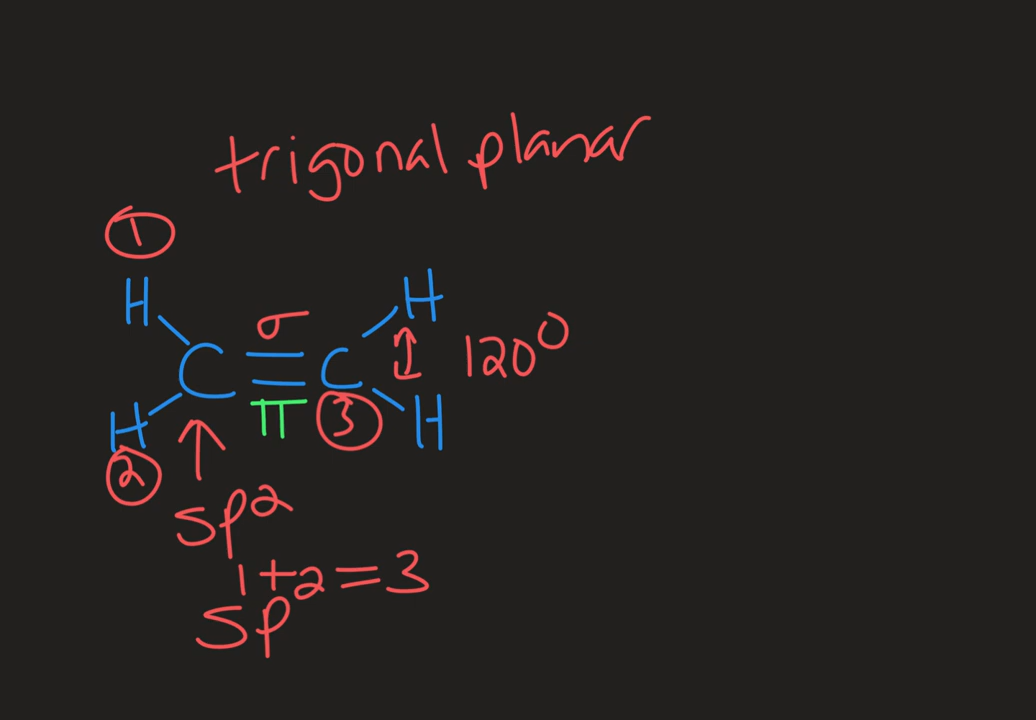 trigonal planar
1
H H
σ
C = C 120°
π 3
H H
2
sp2
1+2=3
sp